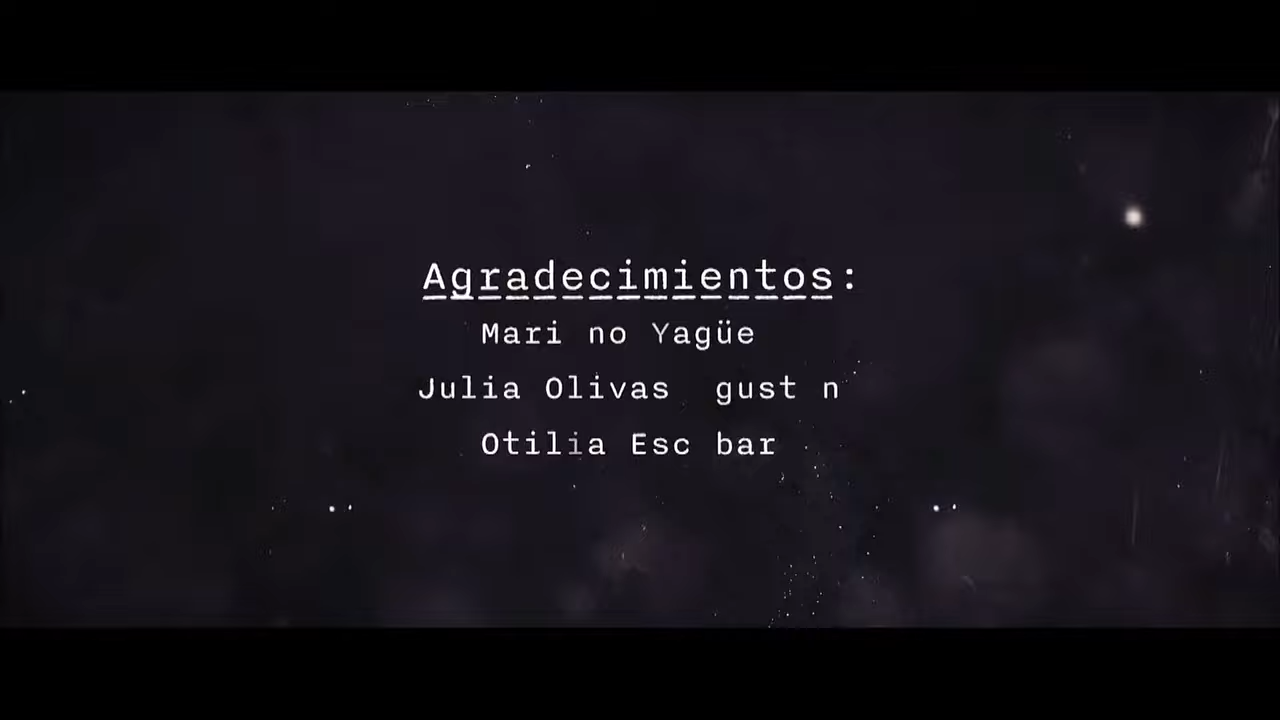 Agradecimientos:
Mari no Yagüe
Julia Olivas gust n
Otilia Esc bar